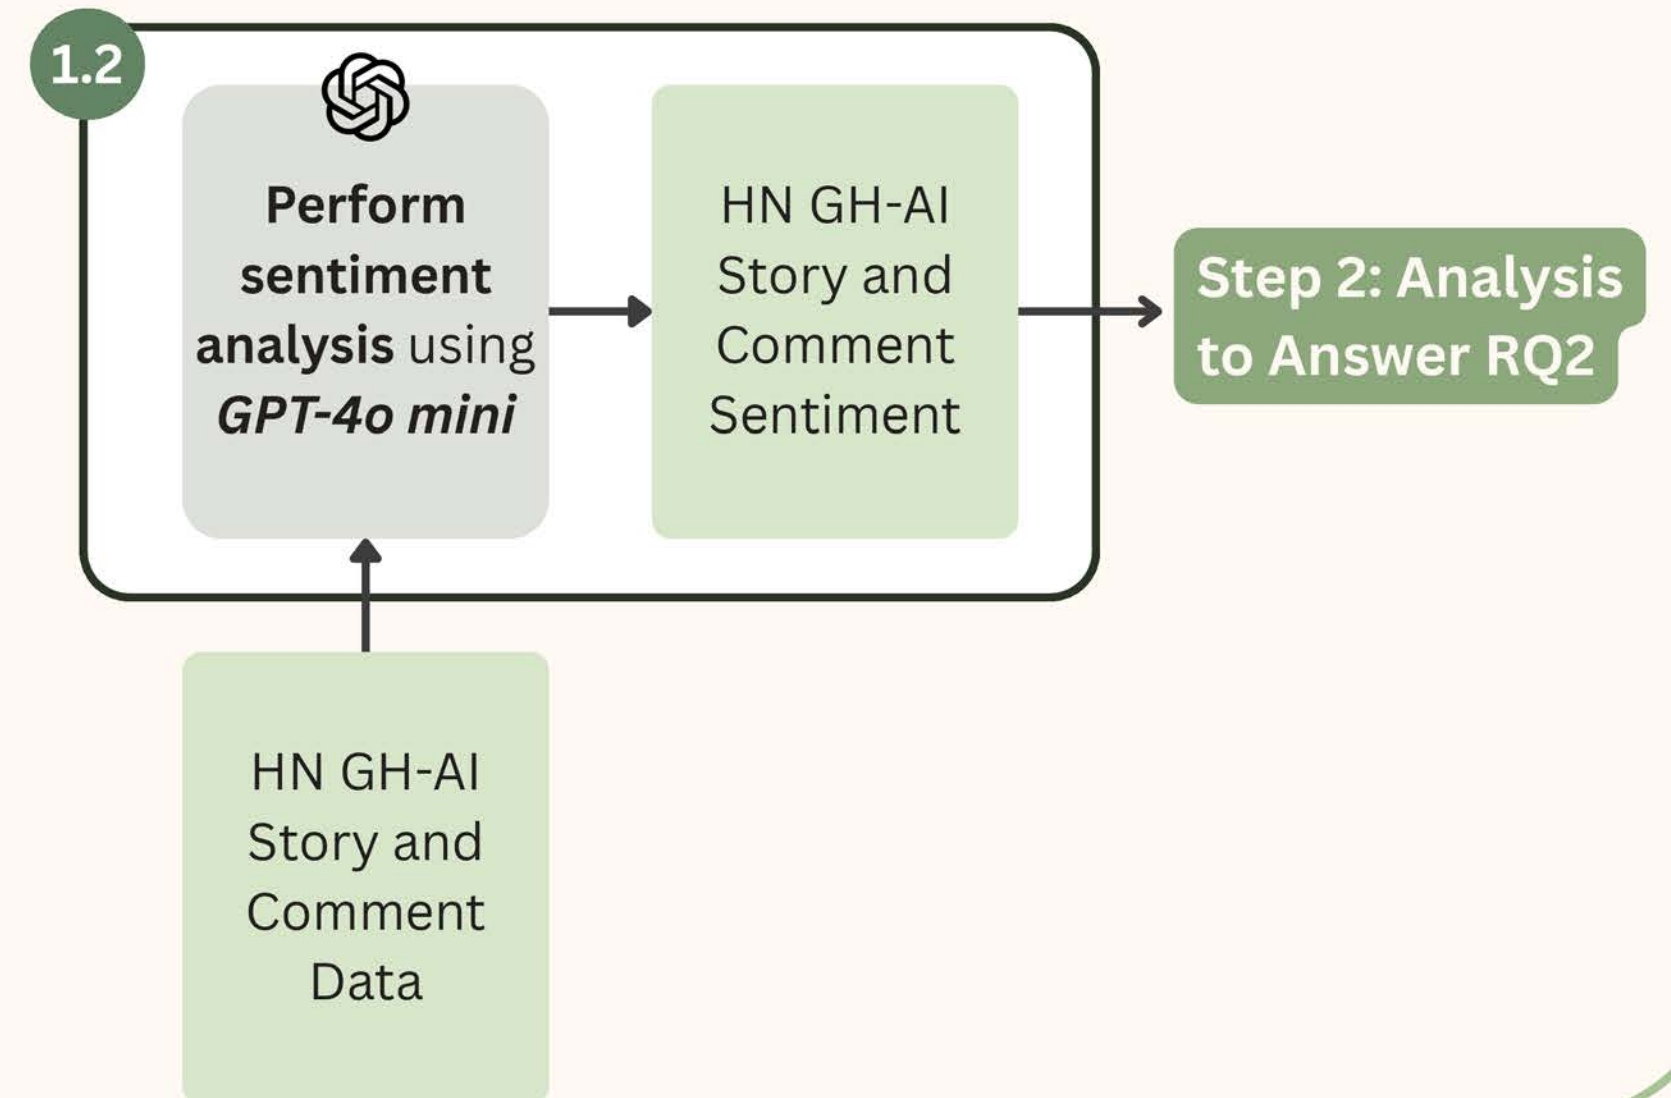 1.2
Perform
sentiment
analysis using
GPT-4o mini
HN GH-AI
Story and
Comment
Sentiment
Step 2: Analysis
to Answer RQ2
HN GH-AI
Story and
Comment
Data